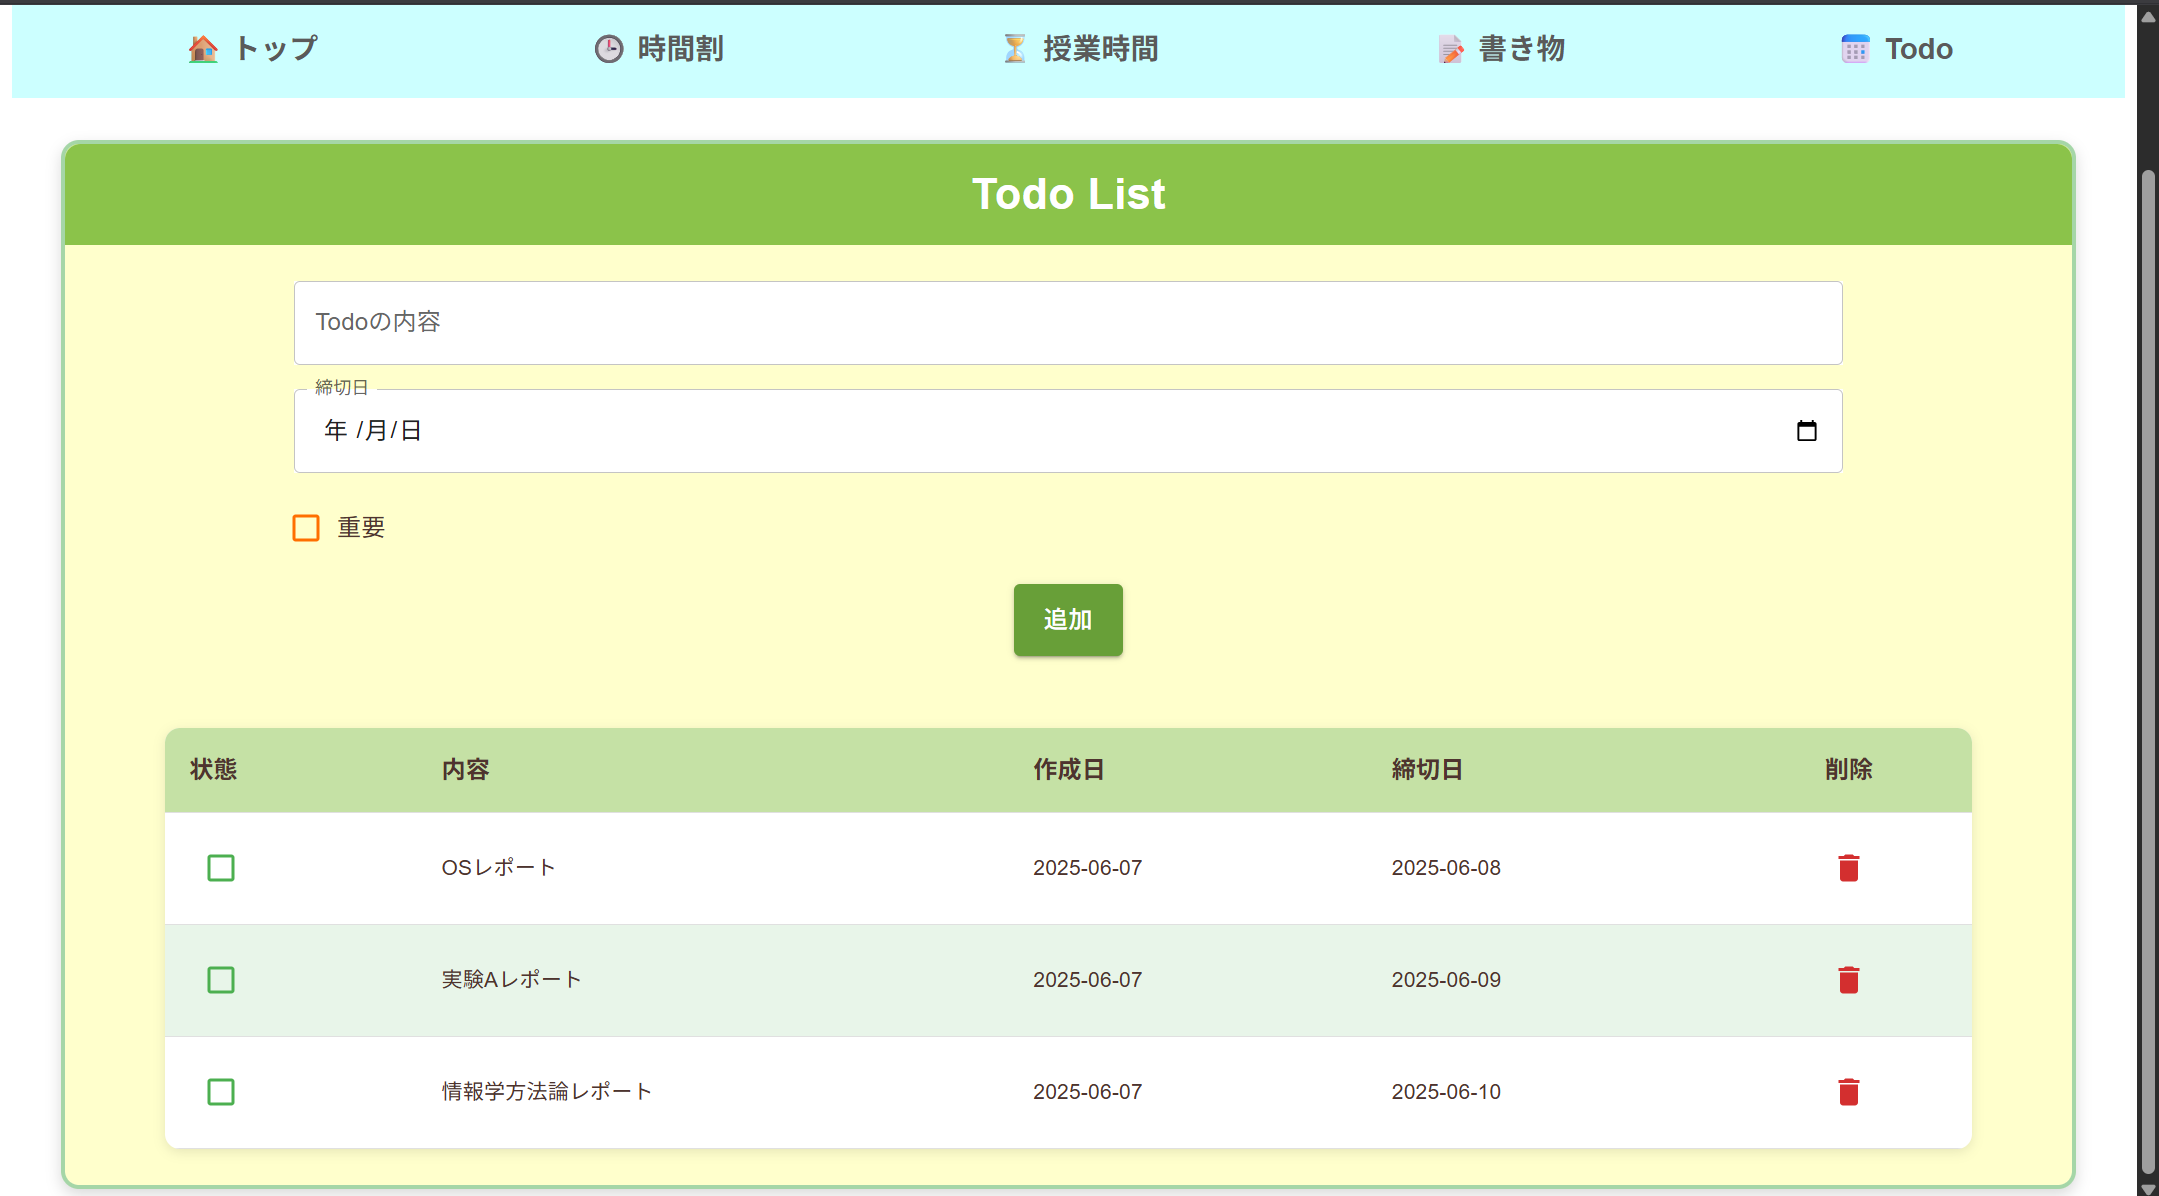 トップ 時間割 授業時間 書き物 Todo
Todo List
Todoの内容
締切日
年 /月/日
重要
追加
状態 内容 作成日 締切日 削除
OSレポート 2025-06-07 2025-06-08
実験Aレポート 2025-06-07 2025-06-09
情報学方法論レポート 2025-06-07 2025-06-10